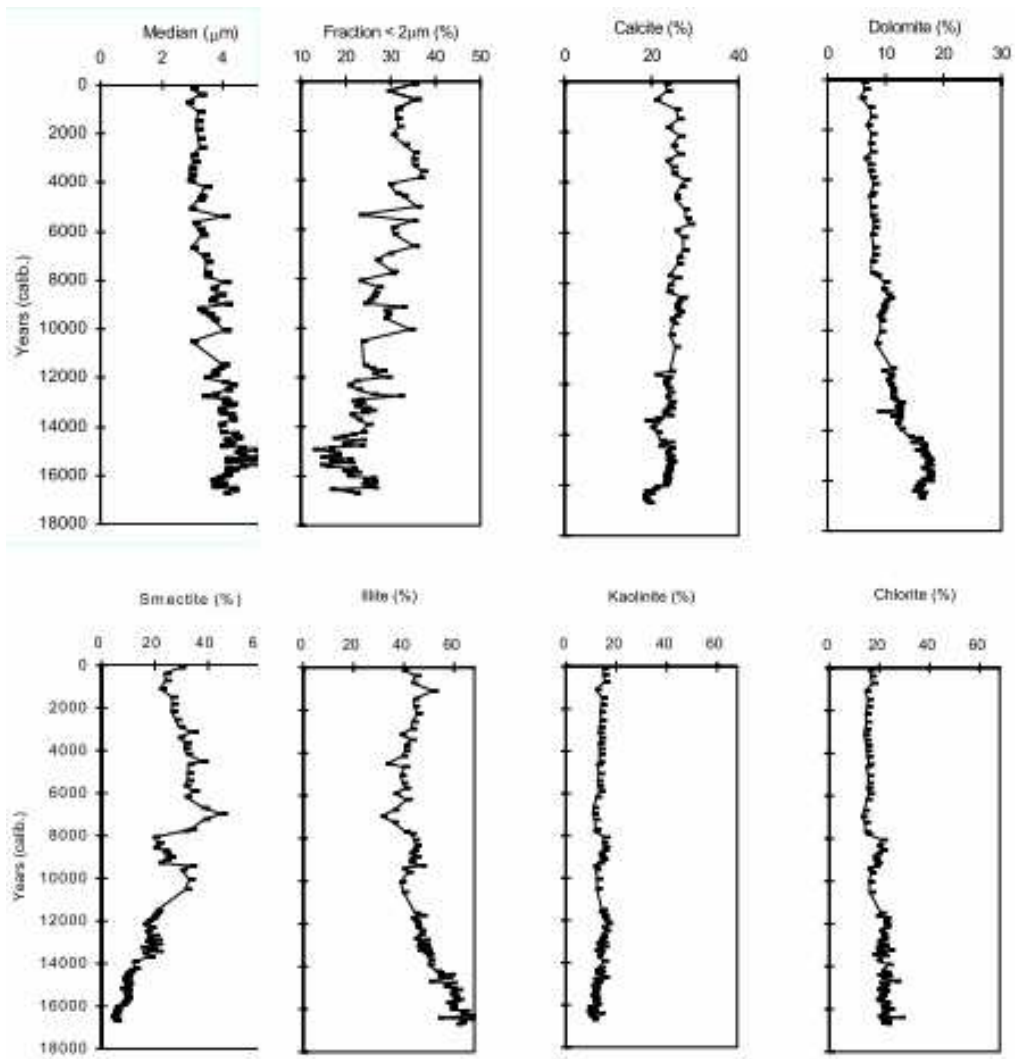 Median (μm)
Fraction < 2μm (%)
Calcite (%)
Dolomite (%)
0 2 4
10 20 30 40 50
0 20 40
0 10 20 30
0
2000
4000
6000
8000
10000
12000
14000
16000
18000
Years (calib.)
Smectite (%)
Illite (%)
Kaolinite (%)
Chlorite (%)
0 20 40 6
0 20 40 60
0 20 40 60
0 20 40 60
0
2000
4000
6000
8000
10000
12000
14000
16000
18000
Years (calib.)